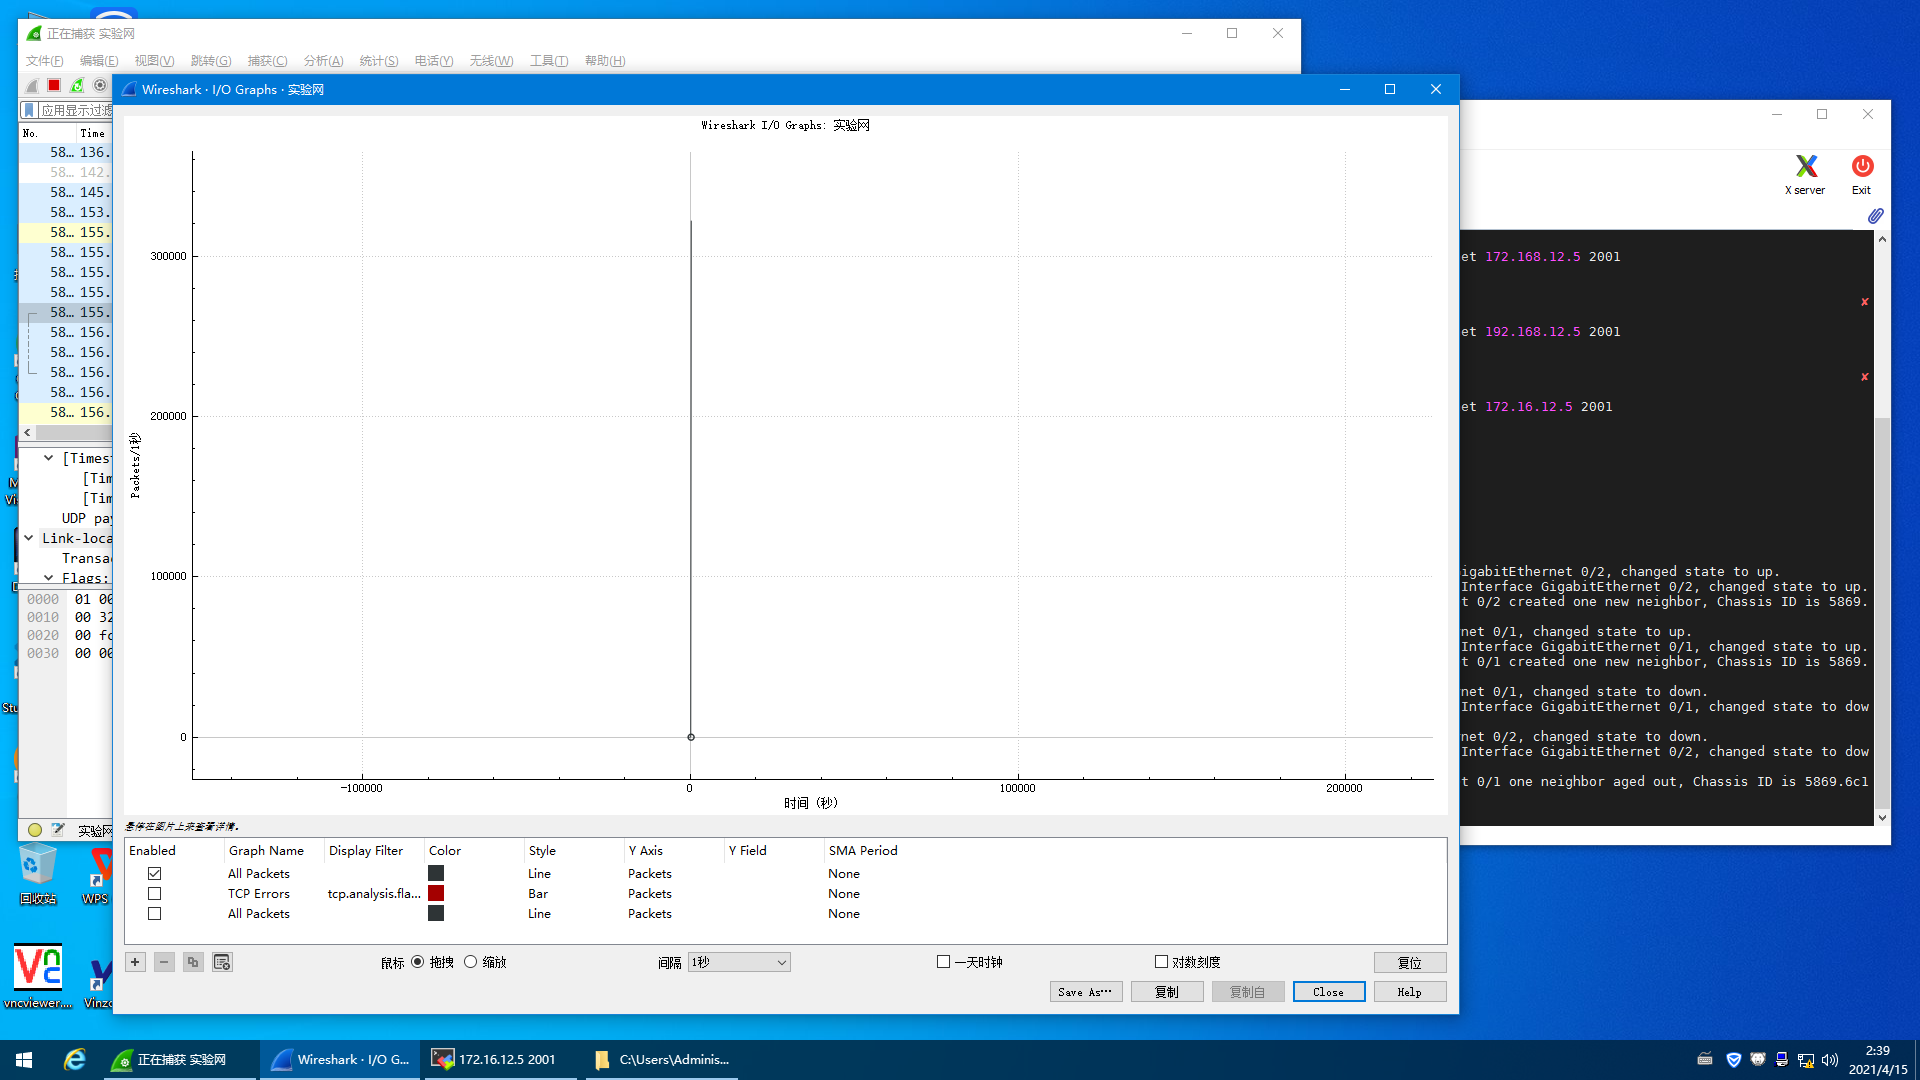 正在捕获 实验网
文件(F) 编辑(E) 视图(V) 跳转(G) 捕获(C) 分析(A) 统计(S) 电话(Y) 无线(W) 工具(T) 帮助(H)
Wireshark · I/O Graphs · 实验网
应用显示过滤
No. Time
58… 136.
58… 142.
58… 145.
58… 153.
58… 155.
58… 155.
58… 155.
58… 155.
58… 155.
58… 156.
58… 156.
58… 156.
58… 156.
58… 156.
[Times
[Tim
[Tim
UDP pay
Link-loca
Transac
Flags:
0000 01 00
0010 00 32
0020 00 fc
0030 00 00
实验网
Wireshark I/O Graphs: 实验网
Packets/1秒
300000
200000
100000
0
-100000 0 100000 200000
时间 (秒)
悬停在图片上来查看详情。
Enabled Graph Name Display Filter Color Style Y Axis Y Field SMA Period
All Packets Line Packets None
TCP Errors tcp.analysis.fla... Bar Packets None
All Packets Line Packets None
鼠标 拖拽 缩放 间隔 1秒 一天时钟 对数刻度 复位
Save As… 复制 复制自 Close Help
X server Exit
et 172.168.12.5 2001
et 192.168.12.5 2001
et 172.16.12.5 2001
igabitEthernet 0/2, changed state to up.
Interface GigabitEthernet 0/2, changed state to up.
t 0/2 created one new neighbor, Chassis ID is 5869.
net 0/1, changed state to up.
Interface GigabitEthernet 0/1, changed state to up.
t 0/1 created one new neighbor, Chassis ID is 5869.
net 0/1, changed state to down.
Interface GigabitEthernet 0/1, changed state to dow
net 0/2, changed state to down.
Interface GigabitEthernet 0/2, changed state to dow
t 0/1 one neighbor aged out, Chassis ID is 5869.6c1
回收站
WPS
vncviewer....
Vinzo
Stu
正在捕获 实验网
Wireshark · I/O G...
172.16.12.5 2001
C:\Users\Adminis...
2:39
2021/4/15